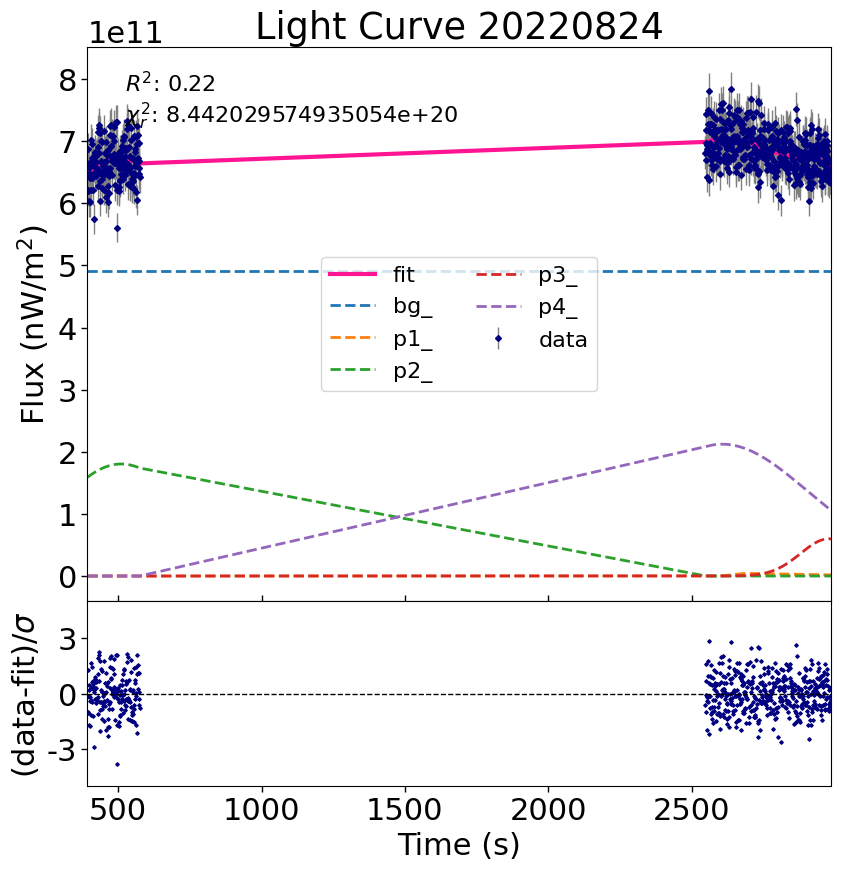 Light Curve 20220824
1e11
R²: 0.22
χ²ᵣ: 8.442029574935054e+20
8
7
6
5
4
3
2
1
0
Flux (nW/m²)
fit
bg_
p1_
p2_
p3_
p4_
data
3
0
-3
(data-fit)/σ
500 1000 1500 2000 2500
Time (s)